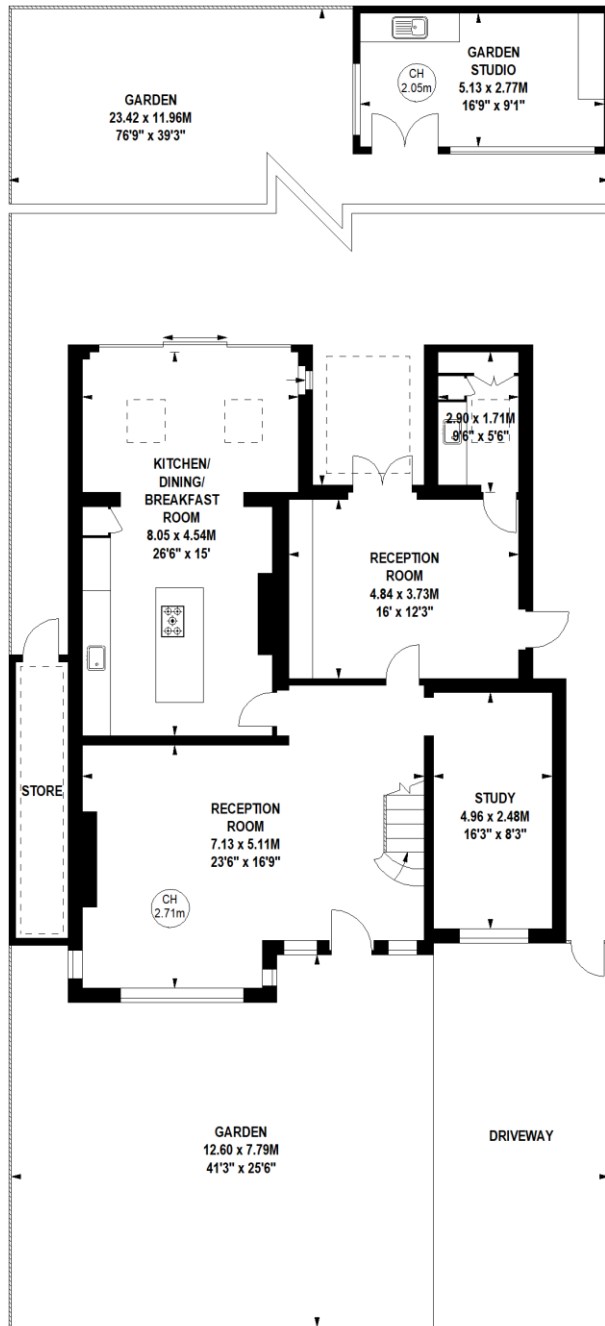 GARDEN
23.42 x 11.96M
76'9" x 39'3"
CH
2.05m
GARDEN
STUDIO
5.13 x 2.77M
16'9" x 9'1"
KITCHEN/
DINING/
BREAKFAST
ROOM
8.05 x 4.54M
26'6" x 15'
2.90 x 1.71M
9'6" x 5'6"
RECEPTION
ROOM
4.84 x 3.73M
16' x 12'3"
STORE
RECEPTION
ROOM
7.13 x 5.11M
23'6" x 16'9"
CH
2.71m
STUDY
4.96 x 2.48M
16'3" x 8'3"
GARDEN
12.60 x 7.79M
41'3" x 25'6"
DRIVEWAY